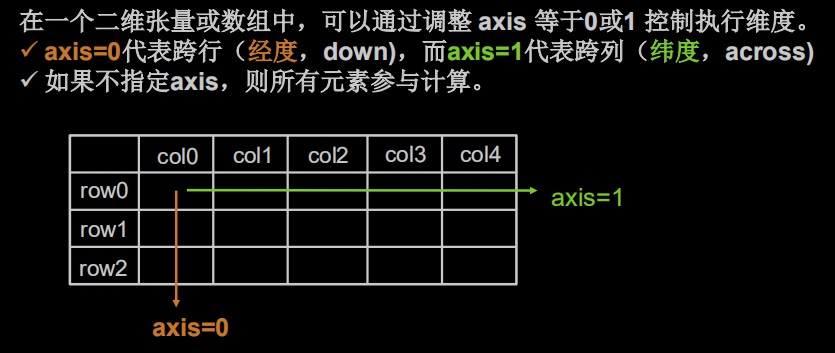 在一个二维张量或数组中，可以通过调整 axis 等于0或1 控制执行维度。
✓ axis=0代表跨行（经度，down)，而axis=1代表跨列（纬度，across)
✓ 如果不指定axis，则所有元素参与计算。
col0 col1 col2 col3 col4
row0
axis=1
row1
row2
axis=0